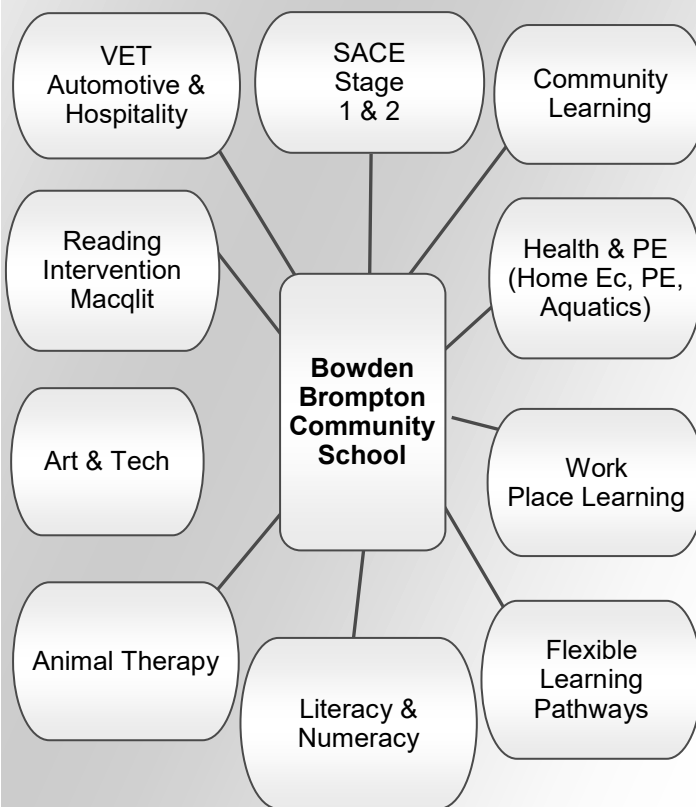 VET
Automotive &
Hospitality
SACE
Stage
1 & 2
Community
Learning
Reading
Intervention
Macqlit
Health & PE
(Home Ec, PE,
Aquatics)
Bowden
Brompton
Community
School
Art & Tech
Work
Place Learning
Animal Therapy
Literacy &
Numeracy
Flexible
Learning
Pathways